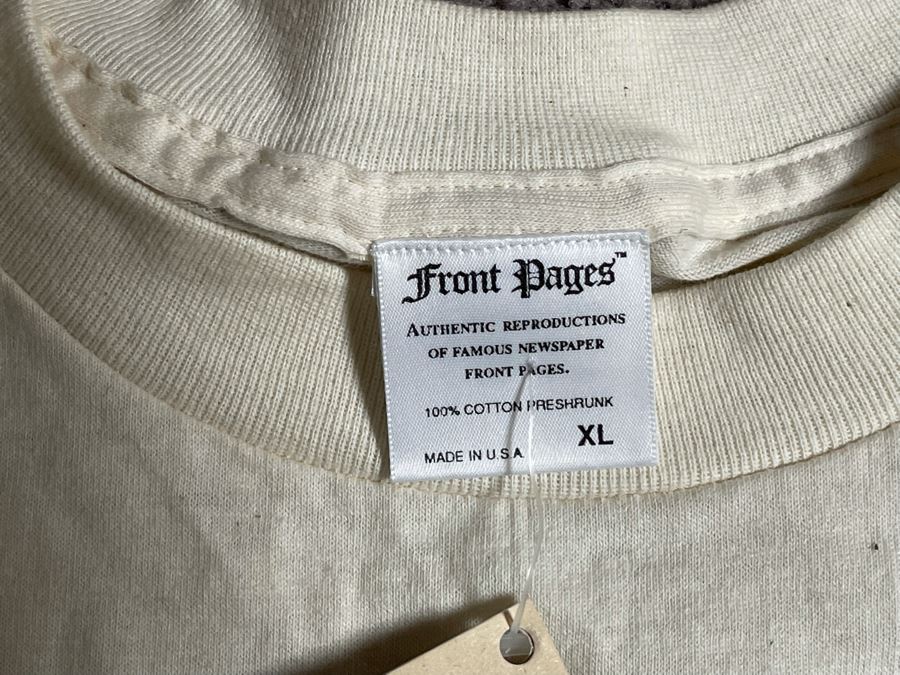 Front Pages™
AUTHENTIC REPRODUCTIONS
OF FAMOUS NEWSPAPER
FRONT PAGES.
100% COTTON PRESHRUNK
XL
MADE IN U.S.A.